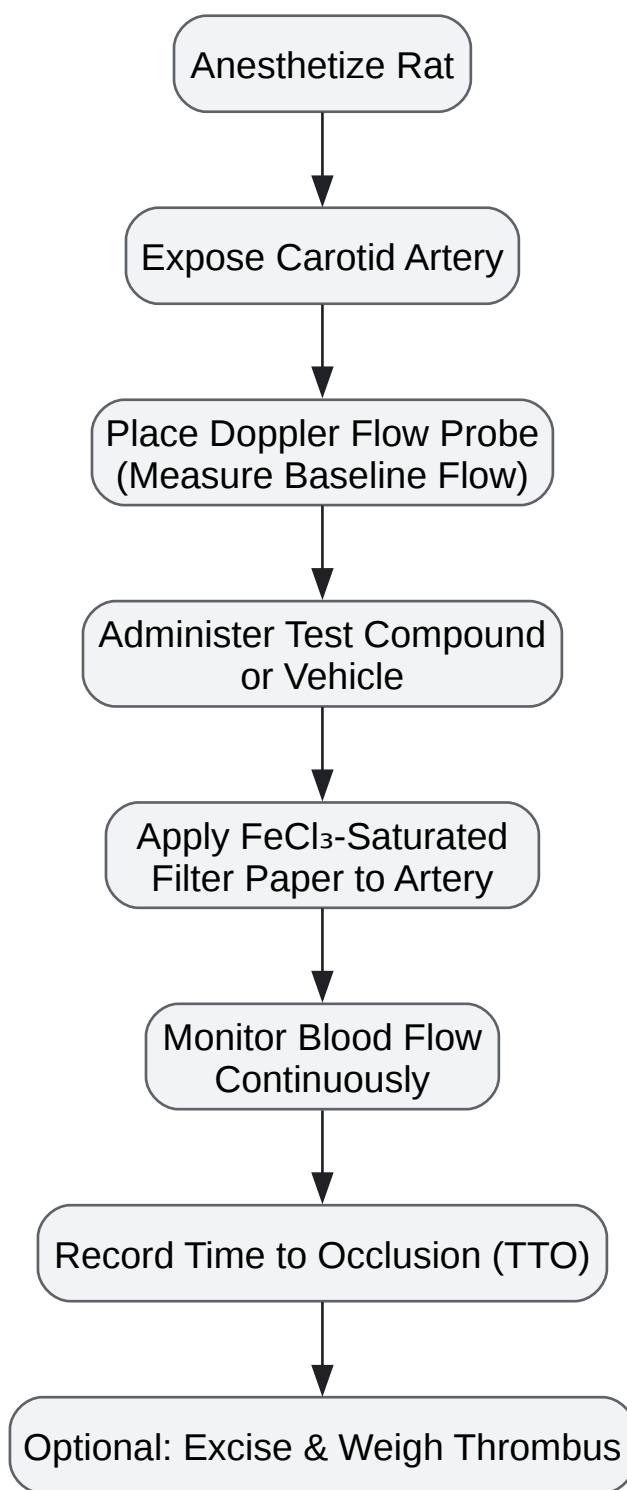 Anesthetize Rat
Expose Carotid Artery
Place Doppler Flow Probe
(Measure Baseline Flow)
Administer Test Compound
or Vehicle
Apply FeCl₃-Saturated
Filter Paper to Artery
Monitor Blood Flow
Continuously
Record Time to Occlusion (TTO)
Optional: Excise & Weigh Thrombus